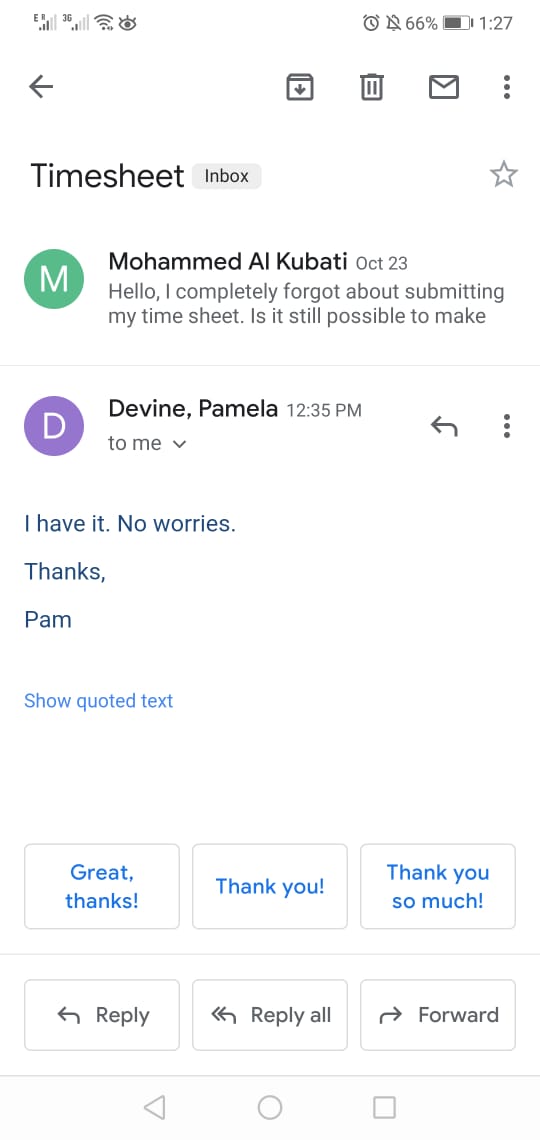 E R 3G 66% 1:27
Timesheet Inbox
M
Mohammed Al Kubati Oct 23
Hello, I completely forgot about submitting
my time sheet. Is it still possible to make
D
Devine, Pamela 12:35 PM
to me
I have it. No worries.
Thanks,
Pam
Show quoted text
Great,
thanks!
Thank you!
Thank you
so much!
Reply Reply all Forward